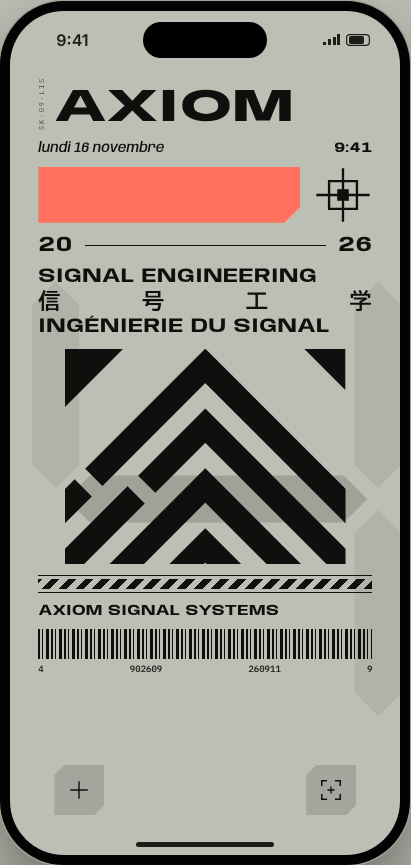 9:41
SK-09-LIS
AXIOM
lundi 16 novembre 9:41
20 26
SIGNAL ENGINEERING
信号工学
INGÉNIERIE DU SIGNAL
AXIOM SIGNAL SYSTEMS
4 902609 260911 9